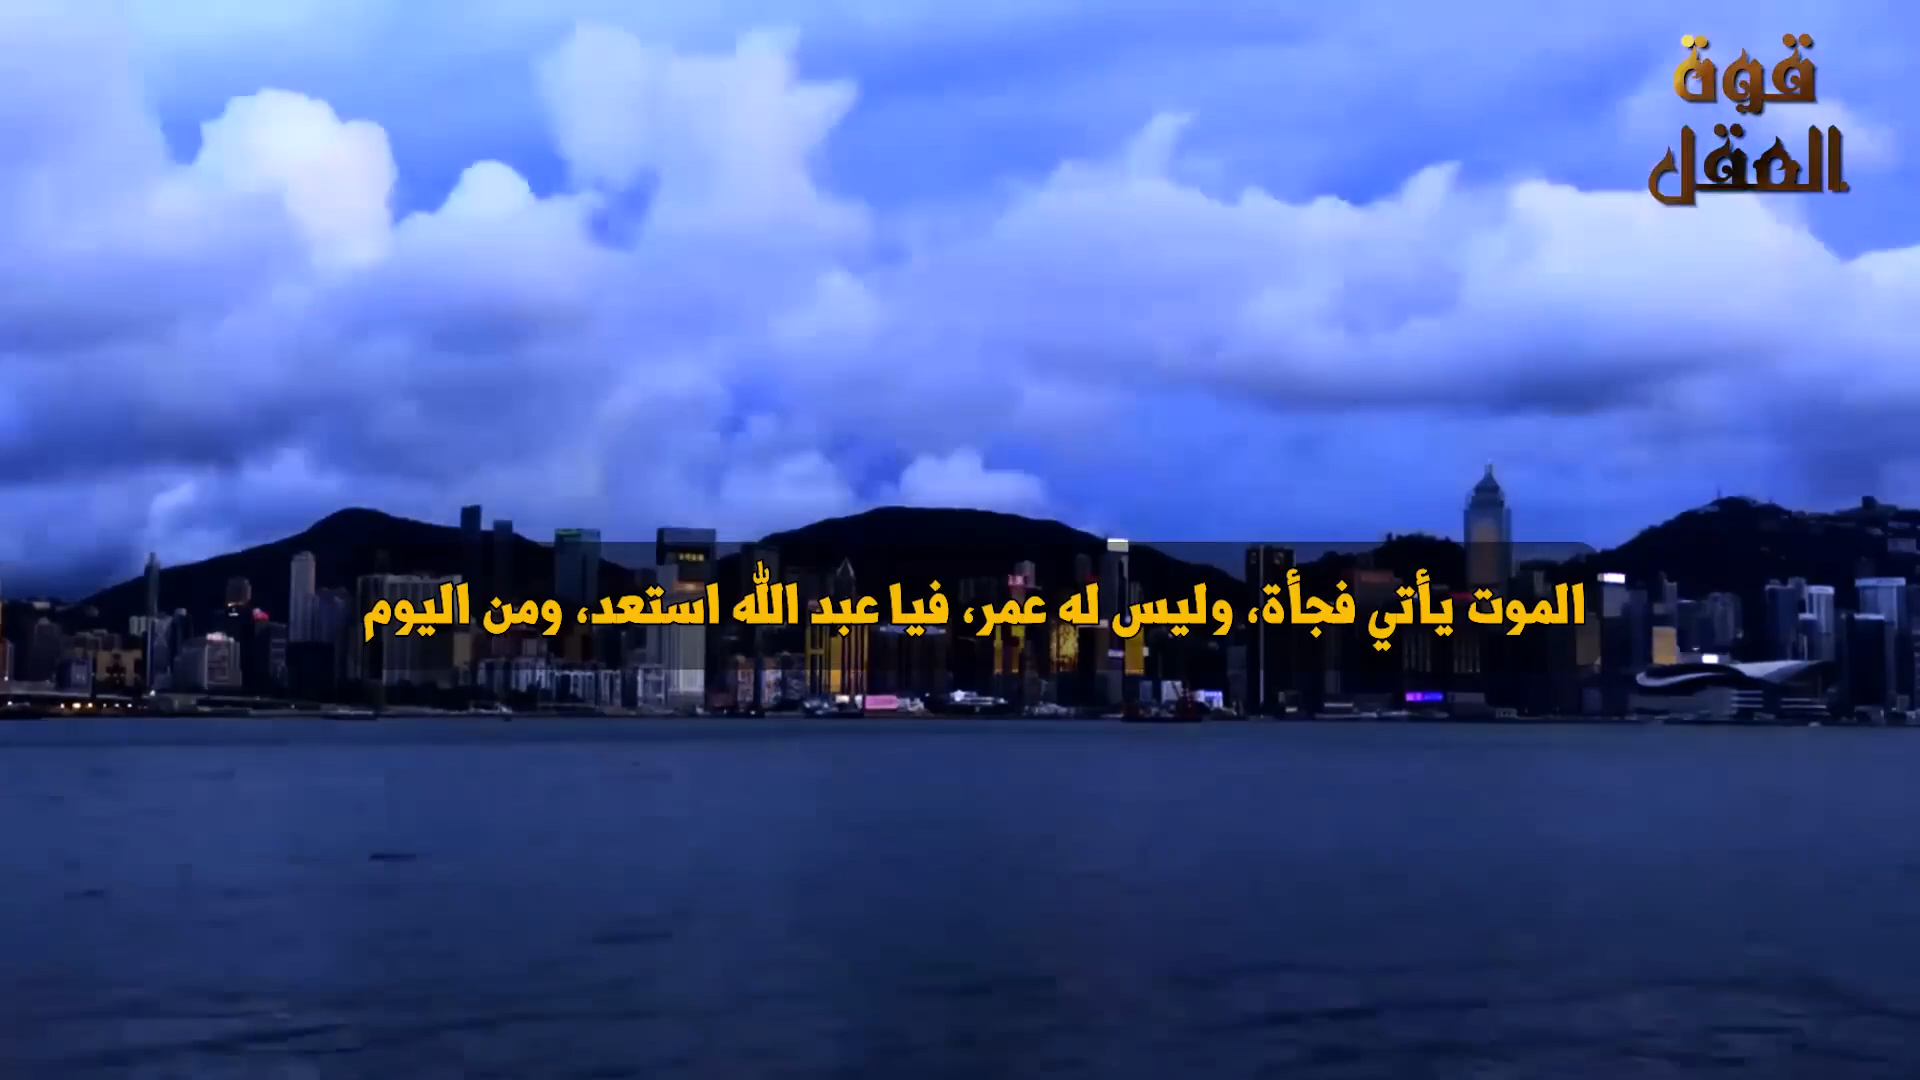 قوة
العقل
الموت يأتي فجأة، وليس له عمر، فيا عبد الله استعد، ومن اليوم